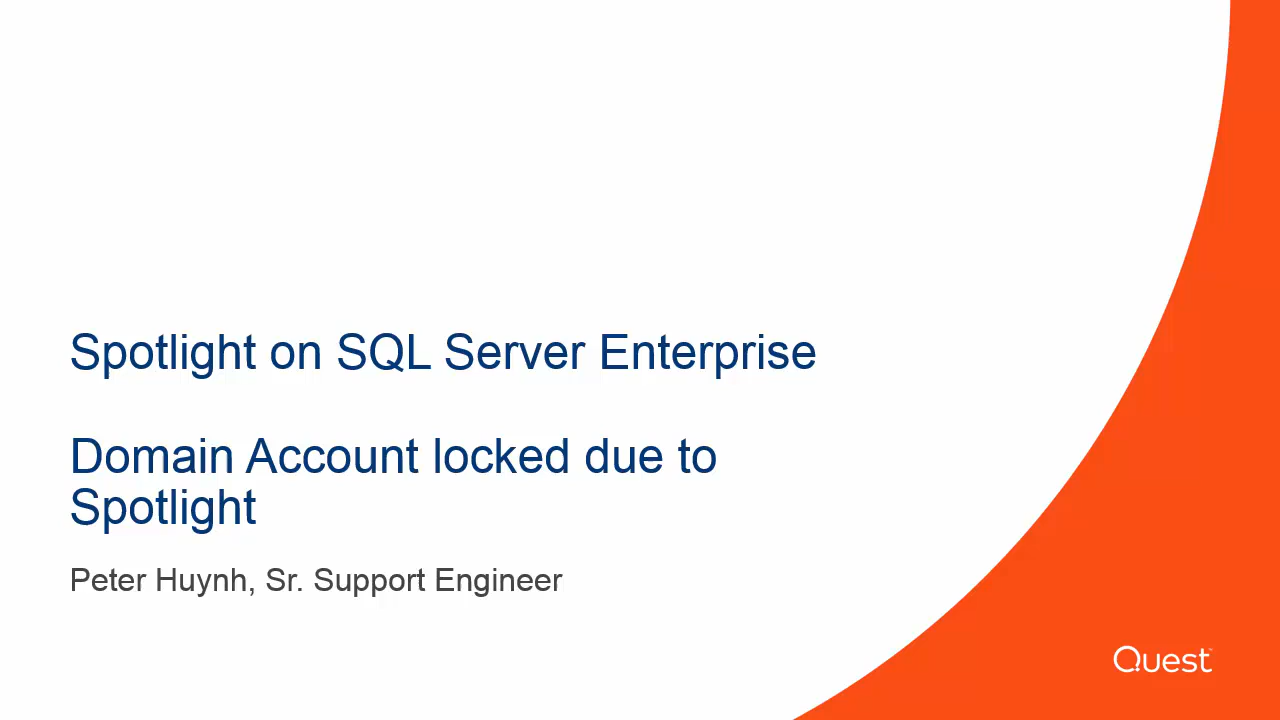 Spotlight on SQL Server Enterprise
Domain Account locked due to
Spotlight
Peter Huynh, Sr. Support Engineer
Quest